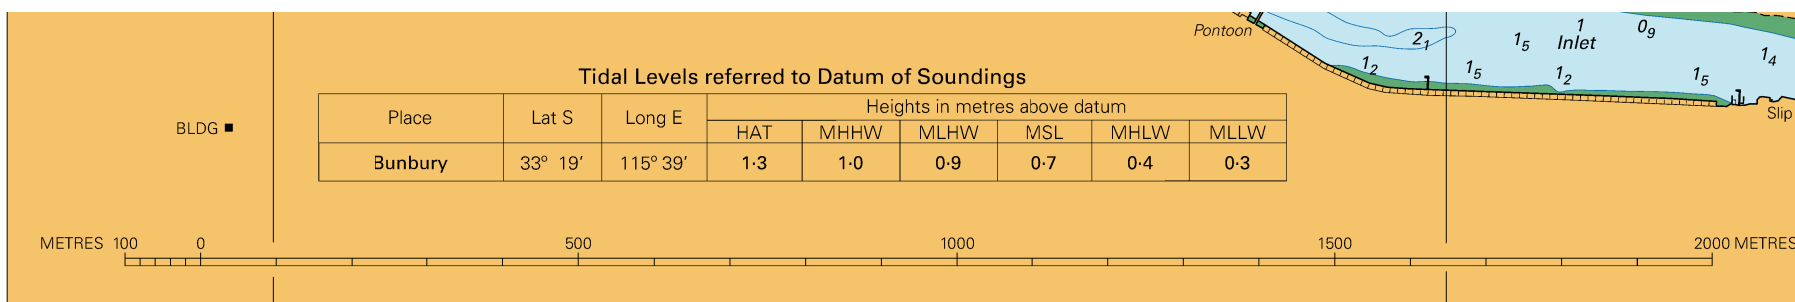 Pontoon
2₁
1₅
1
Inlet
0₉
1₄
1₂
1₅
1₂
1₅
Slip
BLDG
Tidal Levels referred to Datum of Soundings
Place Lat S Long E Heights in metres above datum
HAT MHHW MLHW MSL MHLW MLLW
Bunbury 33° 19′ 115° 39′ 1·3 1·0 0·9 0·7 0·4 0·3
METRES 100 0 500 1000 1500 2000 METRES